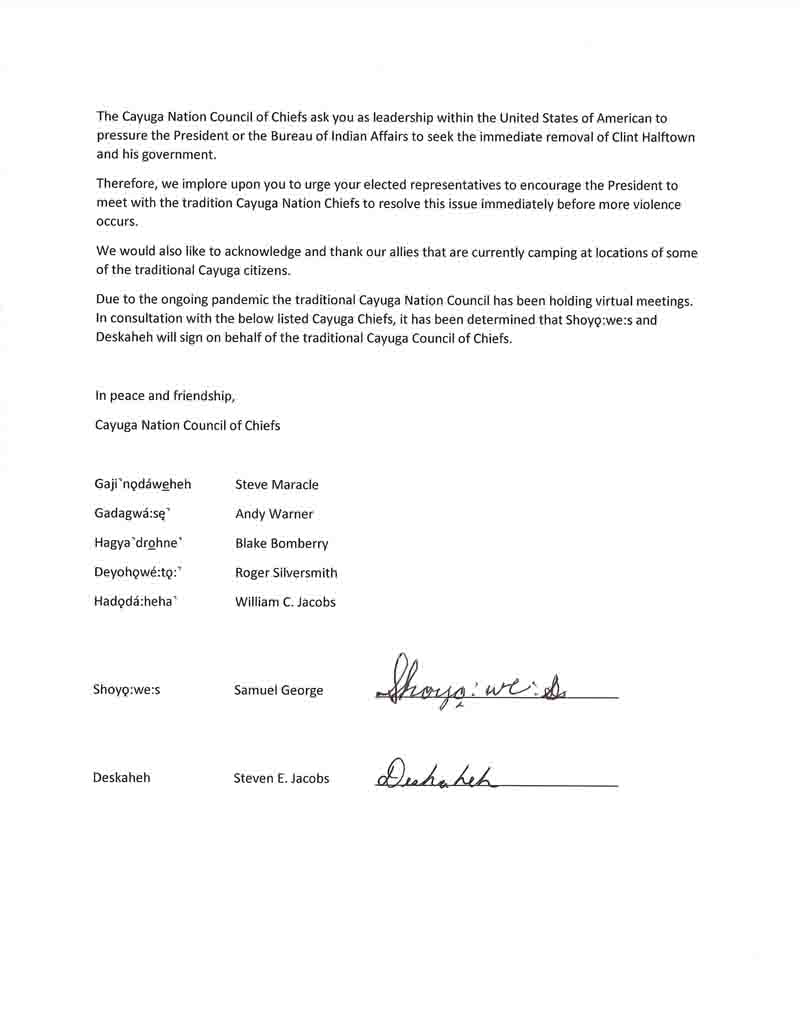 The Cayuga Nation Council of Chiefs ask you as leadership within the United States of American to
pressure the President or the Bureau of Indian Affairs to seek the immediate removal of Clint Halftown
and his government.
Therefore, we implore upon you to urge your elected representatives to encourage the President to
meet with the tradition Cayuga Nation Chiefs to resolve this issue immediately before more violence
occurs.
We would also like to acknowledge and thank our allies that are currently camping at locations of some
of the traditional Cayuga citizens.
Due to the ongoing pandemic the traditional Cayuga Nation Council has been holding virtual meetings.
In consultation with the below listed Cayuga Chiefs, it has been determined that Shoyǫ:we:s and
Deskaheh will sign on behalf of the traditional Cayuga Council of Chiefs.
In peace and friendship,
Cayuga Nation Council of Chiefs
Gajiˋnǫdáwe̲heh Steve Maracle
Gadagwá:sęˋ Andy Warner
Hagyaˋdro̲hneˋ Blake Bomberry
Deyohǫwé:tǫ:ˋ Roger Silversmith
Hadǫdá:hehaˋ William C. Jacobs
Shoyǫ:we:s Samuel George Shoyǫ:we:s
Deskaheh Steven E. Jacobs Deskaheh